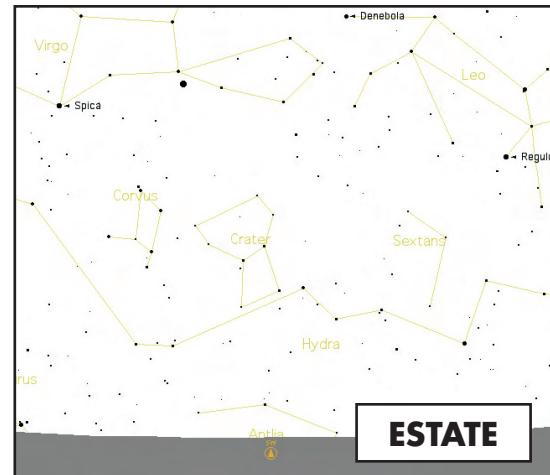 Denebola
Virgo
Leo
Spica
Regulu
Corvus
Crater
Sextans
Hydra
rus
Antlia
SW
ESTATE